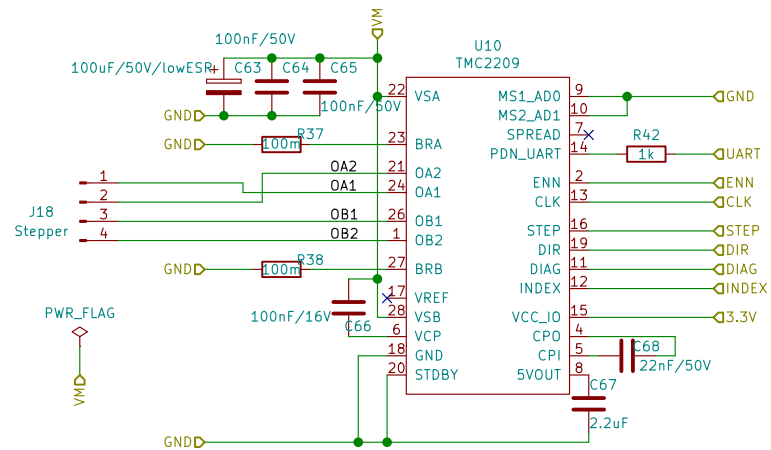 VM
U10
TMC2209
100nF/50V
100uF/50V/lowESR
+
C63
C64
C65
100nF/50V
GND
22
VSA
MS1_AD0
9
GND
MS2_AD1
10
SPREAD
7
GND
R37
100m
23
BRA
PDN_UART
14
R42
1k
UART
OA2
21
OA2
ENN
2
ENN
1
OA1
24
OA1
CLK
13
CLK
2
J18
Stepper
3
OB1
26
OB1
STEP
16
STEP
4
OB2
1
OB2
DIR
19
DIR
GND
R38
100m
27
BRB
DIAG
11
DIAG
INDEX
12
INDEX
17
VREF
100nF/16V
C66
28
VSB
VCC_IO
15
3.3V
PWR_FLAG
VM
6
VCP
CPO
4
18
GND
CPI
5
C68
22nF/50V
20
STDBY
5VOUT
8
C67
2.2uF
GND